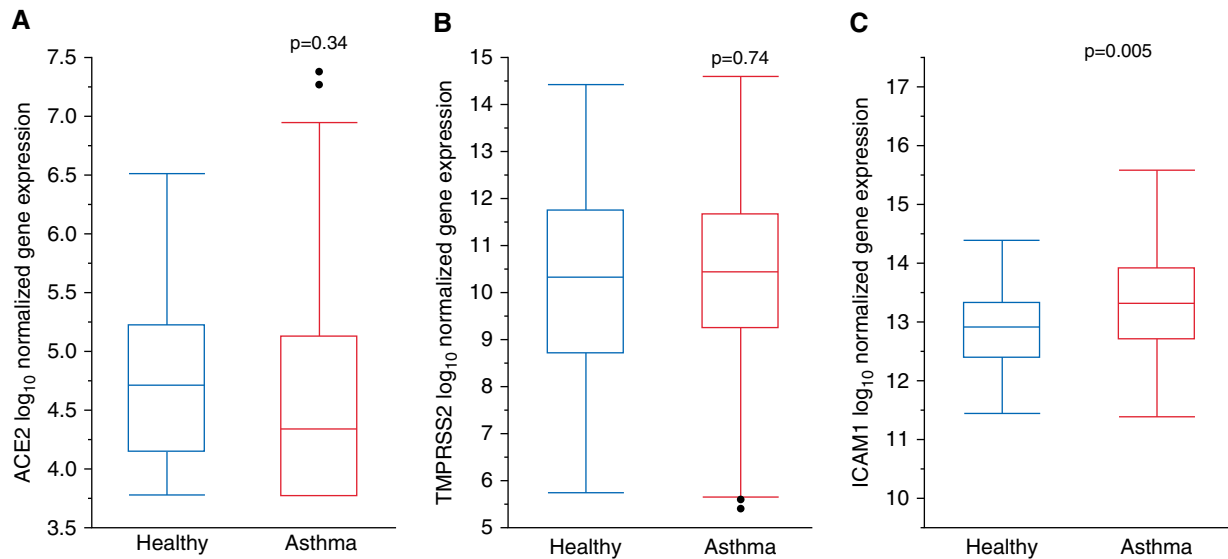 A
p=0.34
7.5
7.0
6.5
6.0
5.5
5.0
4.5
4.0
3.5
ACE2 log₁₀ normalized gene expression
Healthy
Asthma
B
p=0.74
15
14
13
12
11
10
9
8
7
6
5
TMPRSS2 log₁₀ normalized gene expression
Healthy
Asthma
C
p=0.005
17
16
15
14
13
12
11
10
ICAM1 log₁₀ normalized gene expression
Healthy
Asthma